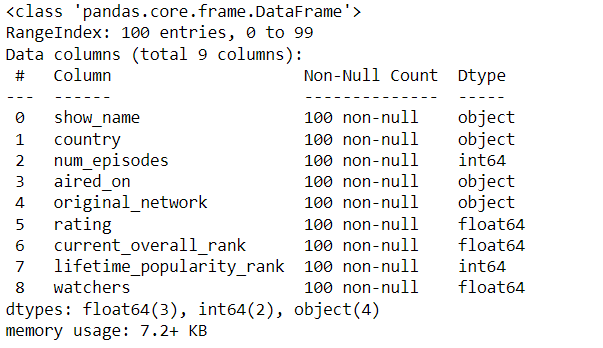 <class 'pandas.core.frame.DataFrame'>
RangeIndex: 100 entries, 0 to 99
Data columns (total 9 columns):
 #   Column                   Non-Null Count  Dtype
---  ------                   --------------  -----
 0   show_name                100 non-null    object
 1   country                  100 non-null    object
 2   num_episodes             100 non-null    int64
 3   aired_on                 100 non-null    object
 4   original_network         100 non-null    object
 5   rating                   100 non-null    float64
 6   current_overall_rank     100 non-null    float64
 7   lifetime_popularity_rank 100 non-null    int64
 8   watchers                 100 non-null    float64
dtypes: float64(3), int64(2), object(4)
memory usage: 7.2+ KB